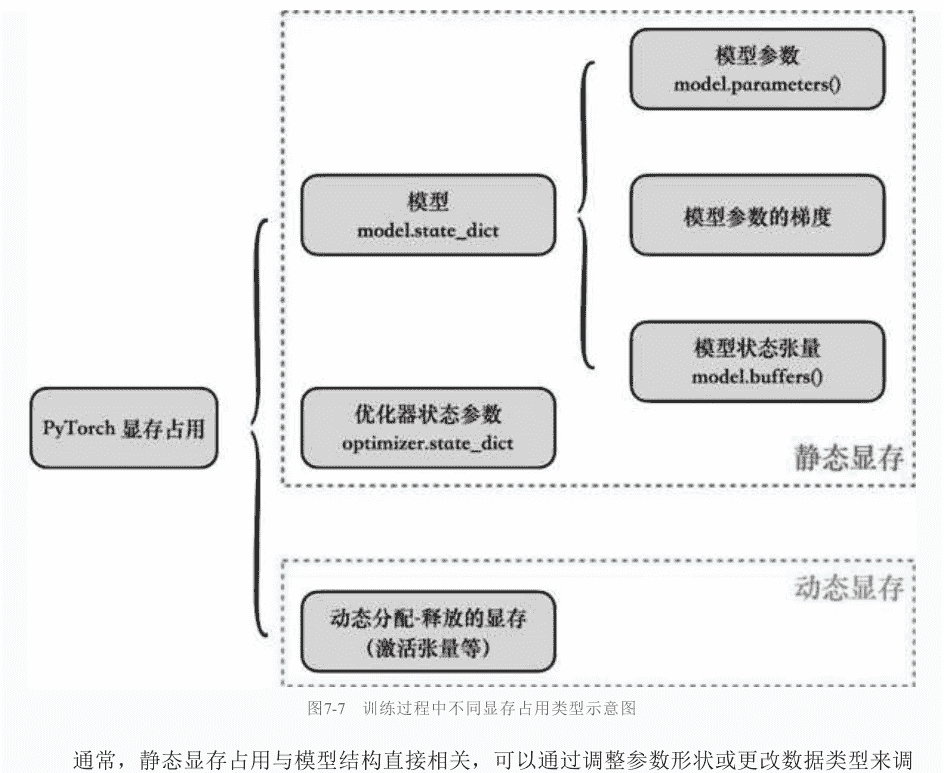 模型参数
model.parameters()
模型
model.state_dict
模型参数的梯度
模型状态张量
model.buffers()
PyTorch 显存占用
优化器状态参数
optimizer.state_dict
静态显存
动态显存
动态分配-释放的显存
（激活张量等）
图7-7 训练过程中不同显存占用类型示意图
通常，静态显存占用与模型结构直接相关，可以通过调整参数形状或更改数据类型来调